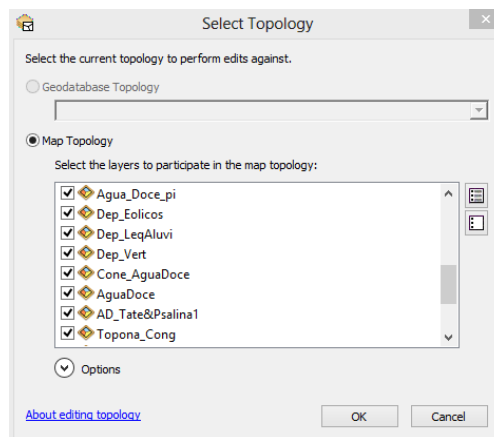 Select Topology
Select the current topology to perform edits against.
Geodatabase Topology
Map Topology
Select the layers to participate in the map topology:
Agua_Doce_pi
Dep_Eolicos
Dep_LeqAluvi
Dep_Vert
Cone_AguaDoce
AguaDoce
AD_Tate&Psalina1
Topona_Cong
Options
About editing topology
OK Cancel